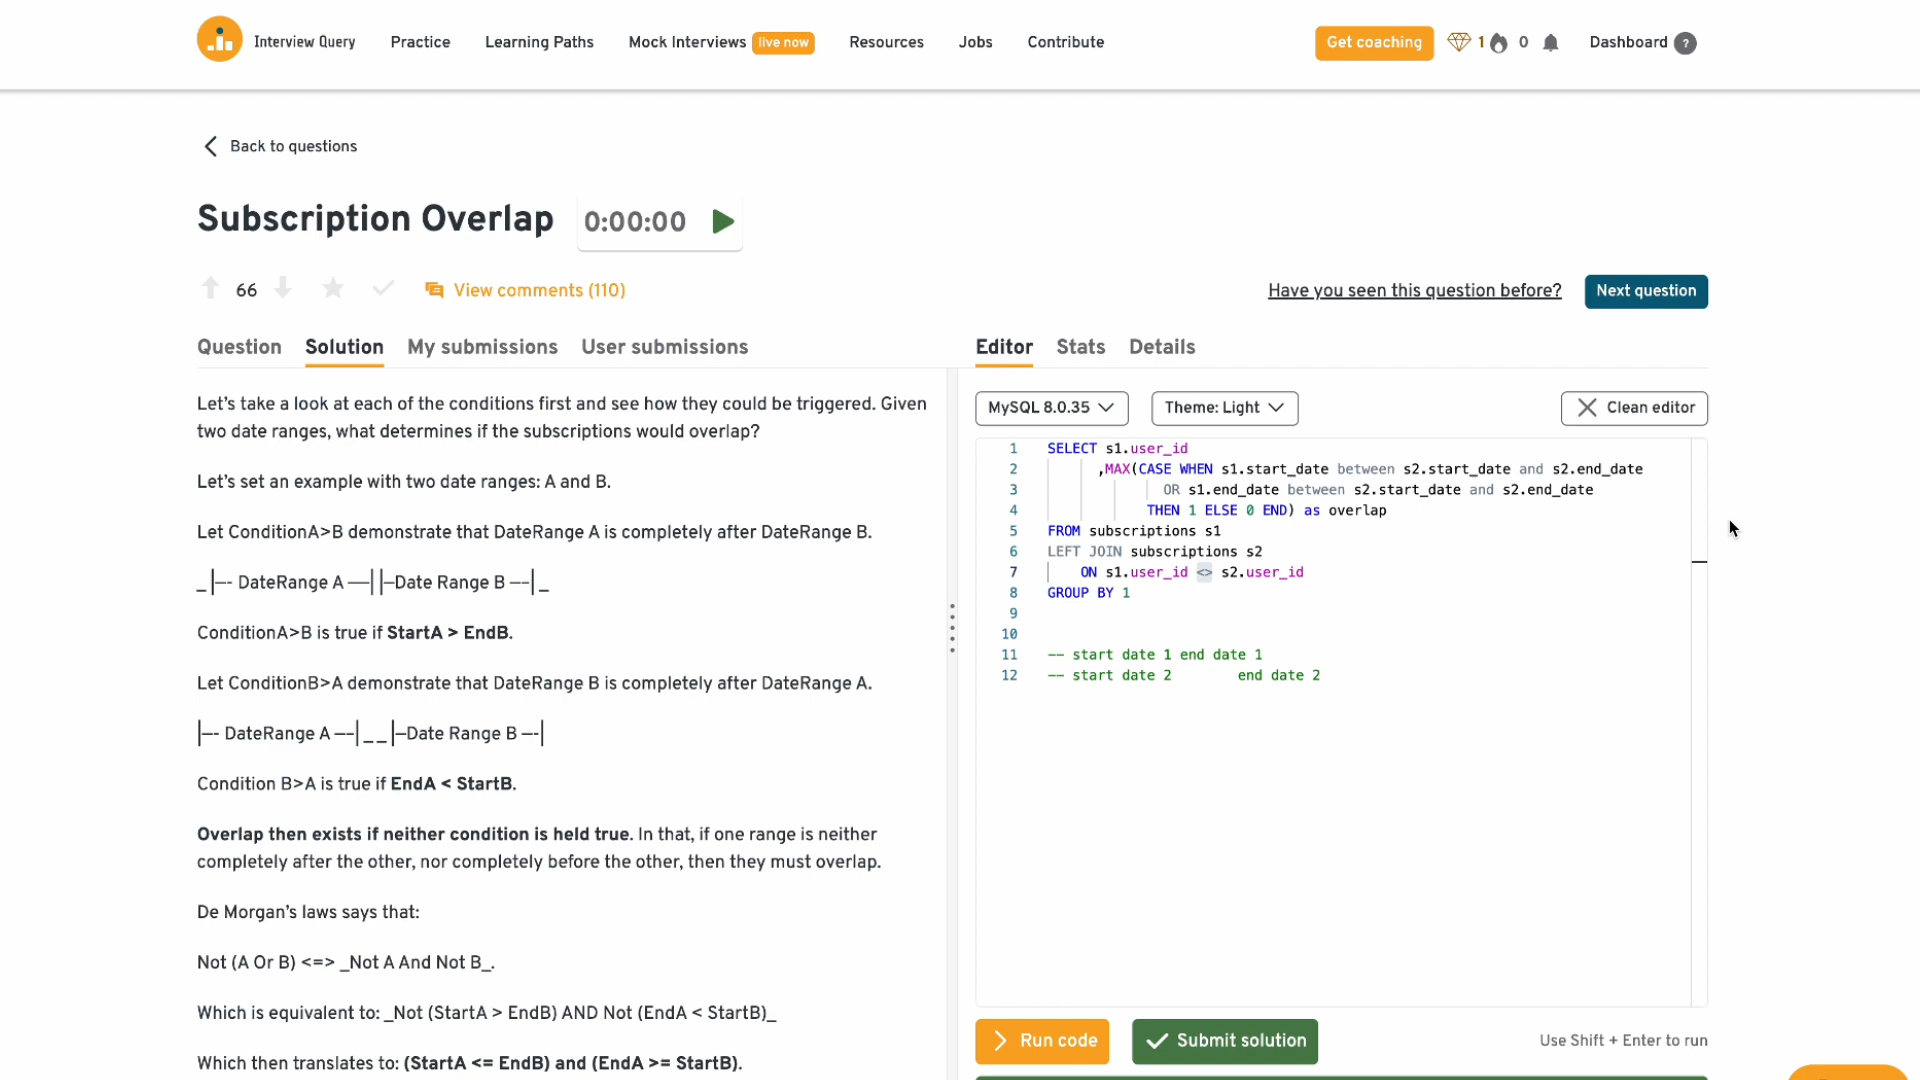 Interview Query
Practice
Learning Paths
Mock Interviews live now
Resources
Jobs
Contribute
Get coaching
1
0
Dashboard ?
Back to questions
Subscription Overlap
0:00:00
66
View comments (110)
Have you seen this question before?
Next question
Question
Solution
My submissions
User submissions
Let’s take a look at each of the conditions first and see how they could be triggered. Given
two date ranges, what determines if the subscriptions would overlap?
Let’s set an example with two date ranges: A and B.
Let ConditionA>B demonstrate that DateRange A is completely after DateRange B.
_|—- DateRange A —–| |–Date Range B —–|_
ConditionA>B is true if StartA > EndB.
Let ConditionB>A demonstrate that DateRange B is completely after DateRange A.
|—- DateRange A —–|__|–Date Range B —-|
Condition B>A is true if EndA < StartB.
Overlap then exists if neither condition is held true. In that, if one range is neither
completely after the other, nor completely before the other, then they must overlap.
De Morgan’s laws says that:
Not (A Or B) <=> _Not A And Not B_.
Which is equivalent to: _Not (StartA > EndB) AND Not (EndA < StartB)_
Which then translates to: (StartA <= EndB) and (EndA >= StartB).
Editor
Stats
Details
MySQL 8.0.35
Theme: Light
Clean editor
1 SELECT s1.user_id
2 ,MAX(CASE WHEN s1.start_date between s2.start_date and s2.end_date
3 OR s1.end_date between s2.start_date and s2.end_date
4 THEN 1 ELSE 0 END) as overlap
5 FROM subscriptions s1
6 LEFT JOIN subscriptions s2
7 ON s1.user_id <> s2.user_id
8 GROUP BY 1
9
10
11 -- start date 1 end date 1
12 -- start date 2 end date 2
Run code
Submit solution
Use Shift + Enter to run